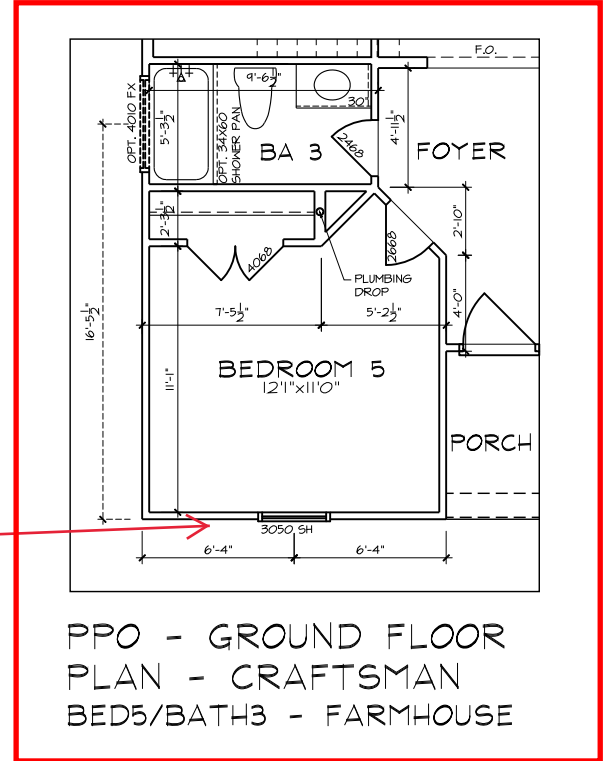 F.O.
9'-6½"
30"
OPT. 4010 FX
5'-3½"
OPT. 34X60
SHOWER PAN
BA 3
2468
4'-11½"
FOYER
2'-3½"
4068
2668
2'-10"
PLUMBING
DROP
16'-5½"
7'-5½"
5'-2½"
4'-0"
11'-1"
BEDROOM 5
12'1"x11'0"
PORCH
3050 SH
6'-4"
6'-4"
PPO - GROUND FLOOR
PLAN - CRAFTSMAN
BED5/BATH3 - FARMHOUSE